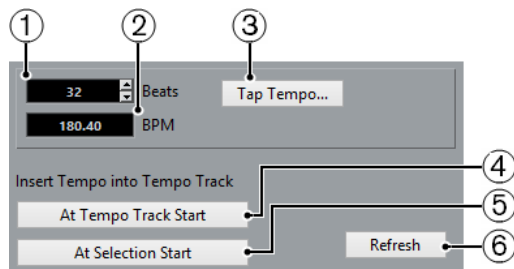 ① ② ③
32 Beats Tap Tempo...
180.40 BPM
Insert Tempo into Tempo Track
At Tempo Track Start ④
At Selection Start ⑤
Refresh ⑥